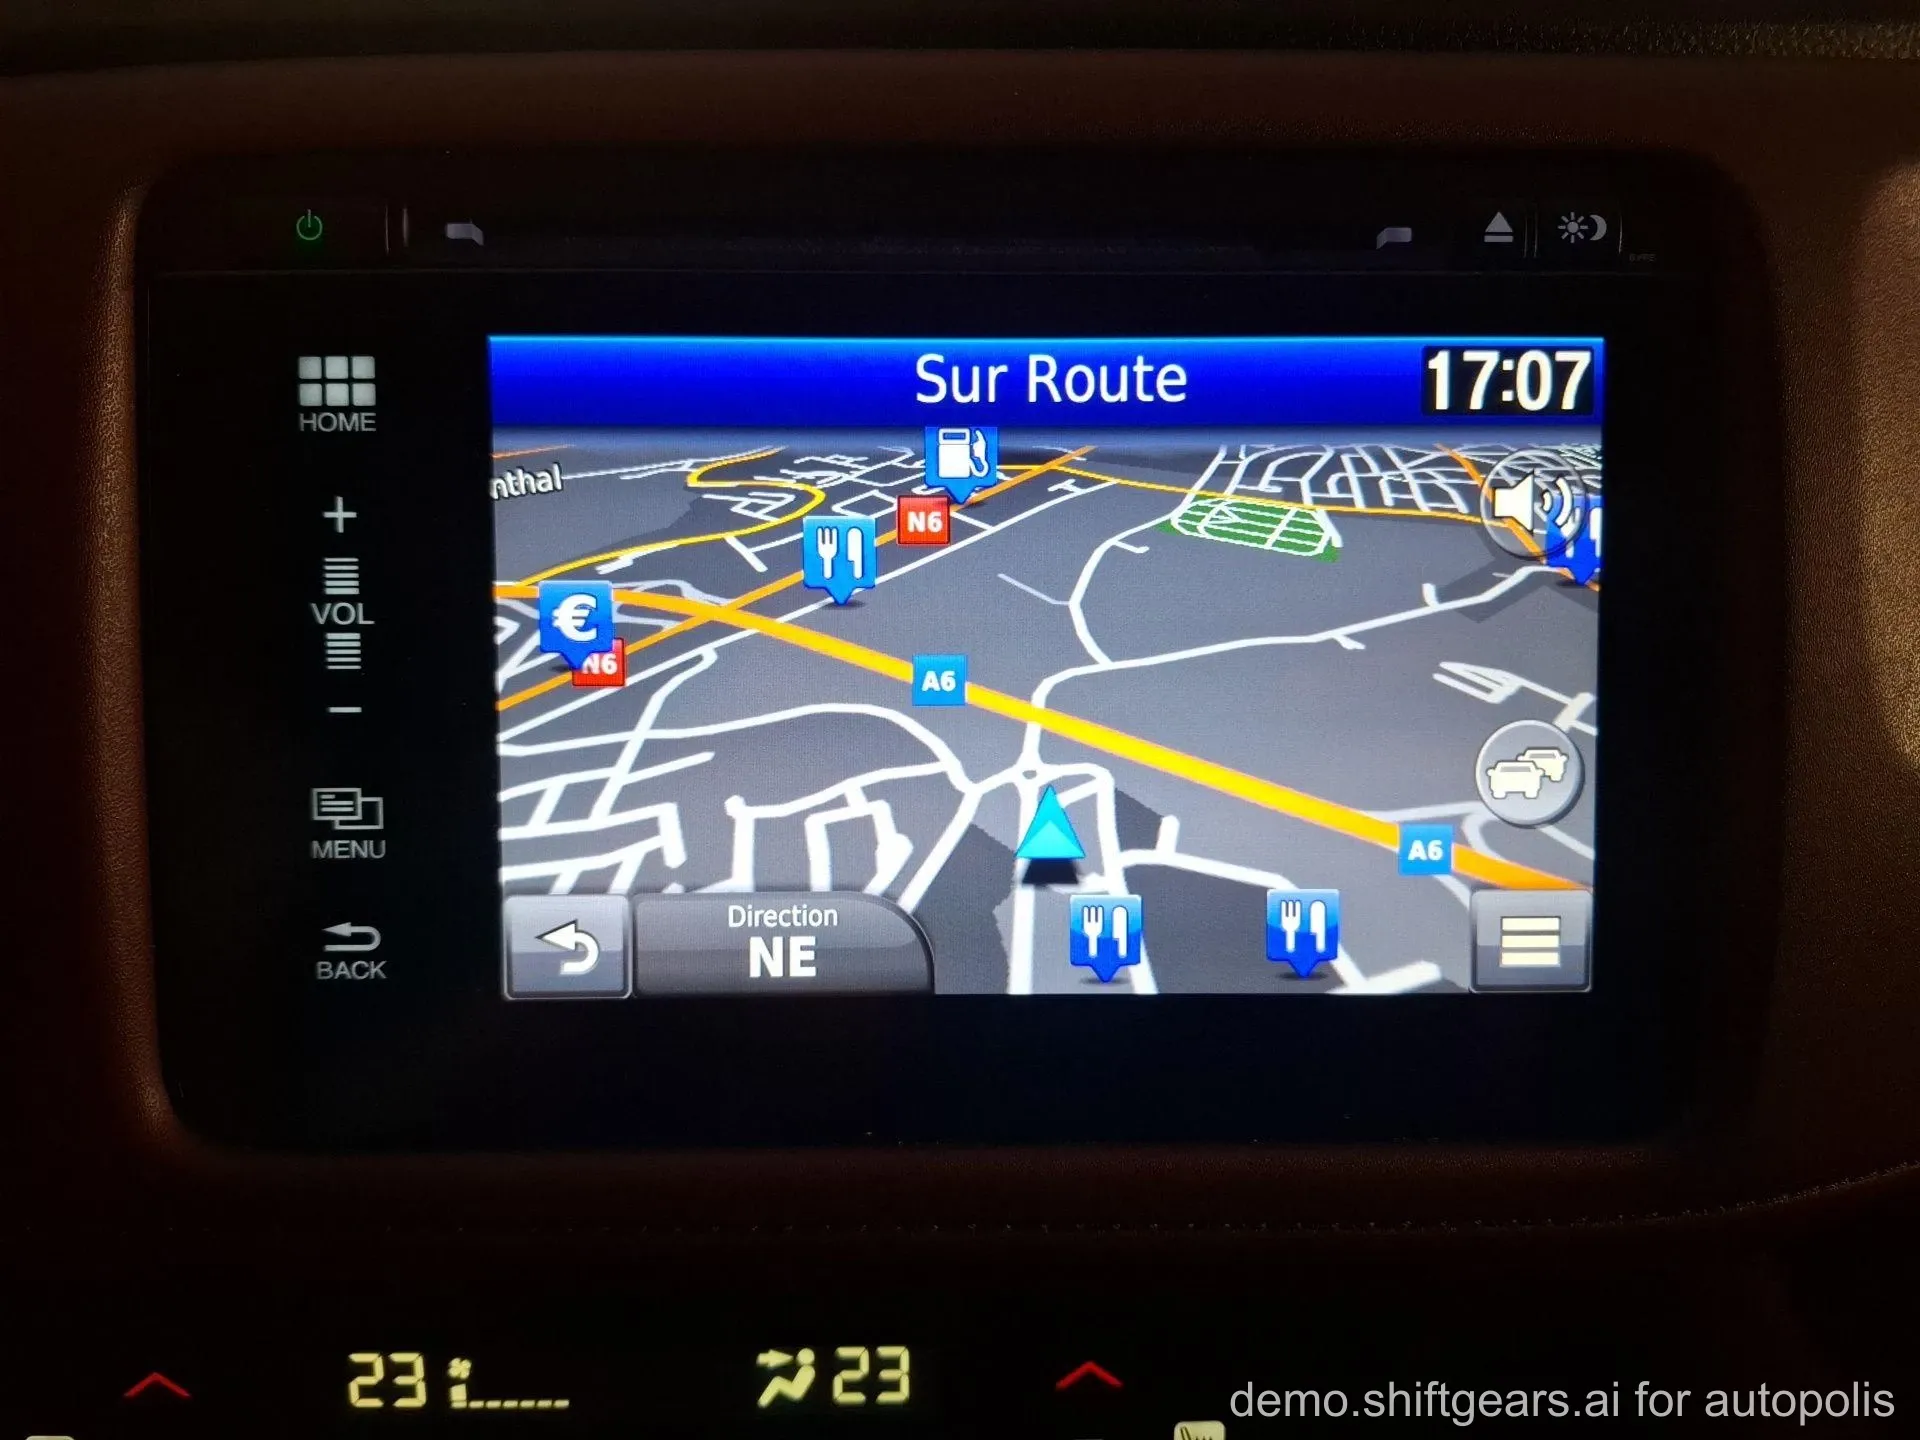 HOME
+
VOL
−
MENU
BACK
Sur Route
17:07
nthal
N6
€
N6
A6
A6
Direction
NE
23
23
demo.shiftgears.ai for autopolis